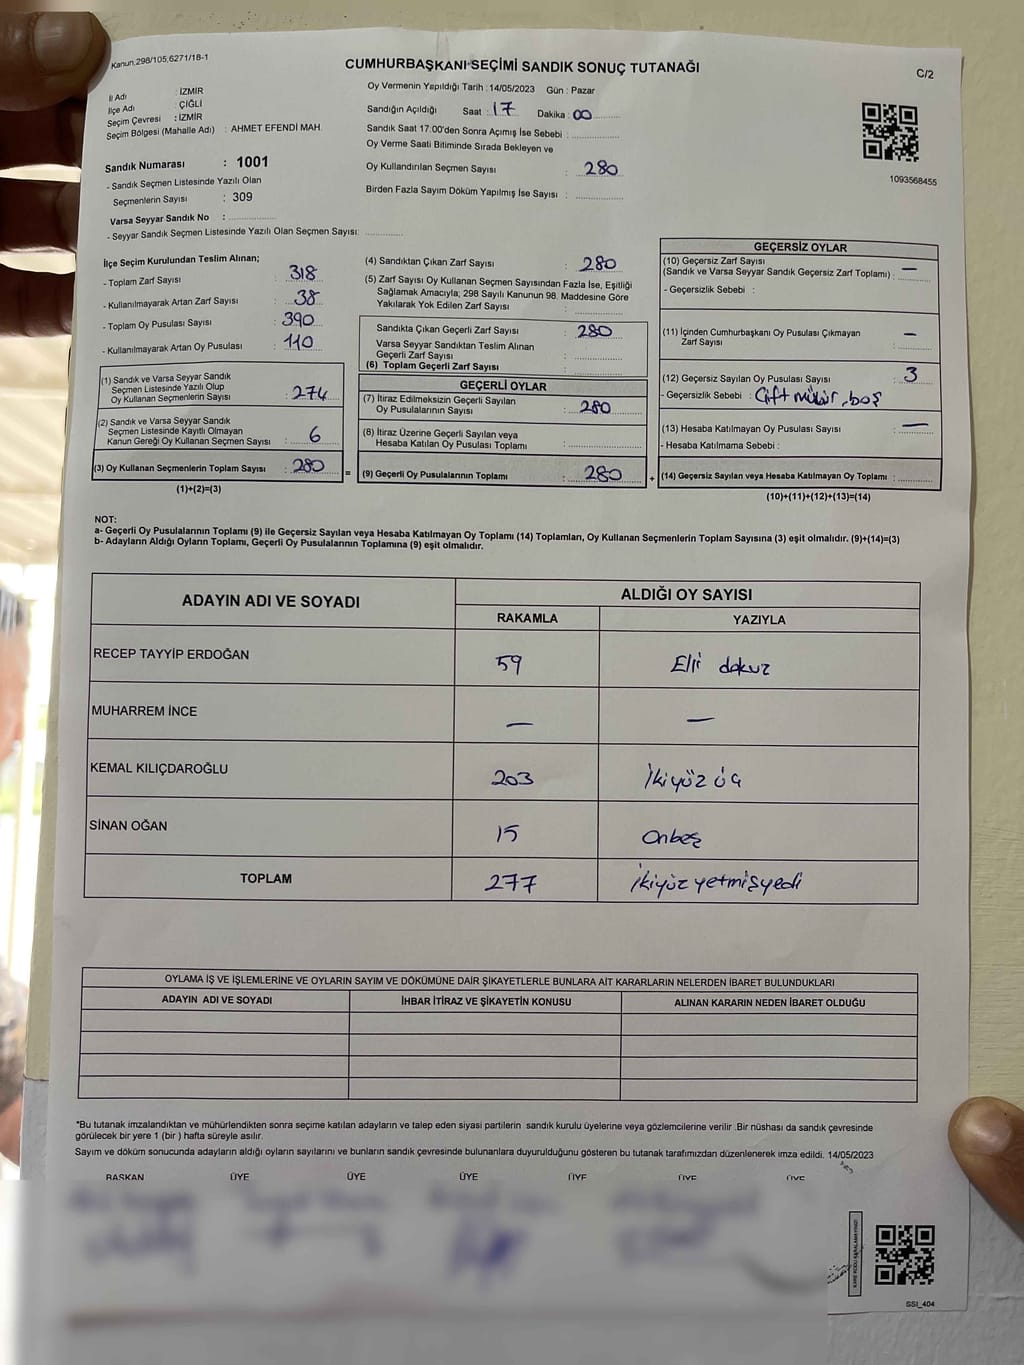 Kanun.298/105;6271/18-1
CUMHURBAŞKANI SEÇİMİ SANDIK SONUÇ TUTANAĞI
C/2
İl Adı : İZMİR
İlçe Adı : ÇİĞLİ
Seçim Çevresi : İZMİR
Seçim Bölgesi (Mahalle Adı) : AHMET EFENDİ MAH.
Sandık Numarası : 1001
- Sandık Seçmen Listesinde Yazılı Olan
Seçmenlerin Sayısı : 309
Varsa Seyyar Sandık No :
- Seyyar Sandık Seçmen Listesinde Yazılı Olan Seçmen Sayısı:
Oy Vermenin Yapıldığı Tarih : 14/05/2023 Gün : Pazar
Sandığın Açıldığı Saat : 17 Dakika : 00
Sandık Saat 17:00'den Sonra Açımış İse Sebebi :
Oy Verme Saati Bitiminde Sırada Bekleyen ve
Oy Kullandırılan Seçmen Sayısı : 280
Birden Fazla Sayım Döküm Yapılmış İse Sayısı :
1093568455
İlçe Seçim Kurulundan Teslim Alınan;
- Toplam Zarf Sayısı : 318
- Kullanılmayarak Artan Zarf Sayısı : 38
- Toplam Oy Pusulası Sayısı : 390
- Kullanılmayarak Artan Oy Pusulası : 110
(1) Sandık ve Varsa Seyyar Sandık
Seçmen Listesinde Yazılı Olup
Oy Kullanan Seçmenlerin Sayısı : 274
(2) Sandık ve Varsa Seyyar Sandık
Seçmen Listesinde Kayıtlı Olmayan
Kanun Gereği Oy Kullanan Seçmen Sayısı : 6
(3) Oy Kullanan Seçmenlerin Toplam Sayısı : 280
(1)+(2)=(3)
=
(4) Sandıktan Çıkan Zarf Sayısı : 280
(5) Zarf Sayısı Oy Kullanan Seçmen Sayısından Fazla İse, Eşitliği
Sağlamak Amacıyla; 298 Sayılı Kanunun 98. Maddesine Göre
Yakılarak Yok Edilen Zarf Sayısı :
Sandıkta Çıkan Geçerli Zarf Sayısı : 280
Varsa Seyyar Sandıktan Teslim Alınan
Geçerli Zarf Sayısı :
(6) Toplam Geçerli Zarf Sayısı :
GEÇERLİ OYLAR
(7) İtiraz Edilmeksizin Geçerli Sayılan
Oy Pusulalarının Sayısı : 280
(8) İtiraz Üzerine Geçerli Sayılan veya
Hesaba Katılan Oy Pusulası Toplamı :
(9) Geçerli Oy Pusulalarının Toplamı : 280
+
GEÇERSİZ OYLAR
(10) Geçersiz Zarf Sayısı
(Sandık ve Varsa Seyyar Sandık Geçersiz Zarf Toplamı) : —
- Geçersizlik Sebebi :
(11) İçinden Cumhurbaşkanı Oy Pusulası Çıkmayan
Zarf Sayısı : —
(12) Geçersiz Sayılan Oy Pusulası Sayısı : 3
- Geçersizlik Sebebi : Çift mühür, boş
(13) Hesaba Katılmayan Oy Pusulası Sayısı : —
- Hesaba Katılmama Sebebi :
(14) Geçersiz Sayılan veya Hesaba Katılmayan Oy Toplamı :
(10)+(11)+(12)+(13)=(14)
NOT:
a- Geçerli Oy Pusulalarının Toplamı (9) ile Geçersiz Sayılan veya Hesaba Katılmayan Oy Toplamı (14) Toplamları, Oy Kullanan Seçmenlerin Toplam Sayısına (3) eşit olmalıdır. (9)+(14)=(3)
b- Adayların Aldığı Oyların Toplamı, Geçerli Oy Pusulalarının Toplamına (9) eşit olmalıdır.
ADAYIN ADI VE SOYADI ALDIĞI OY SAYISI
RAKAMLA YAZIYLA
RECEP TAYYİP ERDOĞAN 59 Elli dokuz
MUHARREM İNCE — —
KEMAL KILIÇDAROĞLU 203 İkiyüz üç
SİNAN OĞAN 15 Onbeş
TOPLAM 277 İkiyüz yetmişyedi
OYLAMA İŞ VE İŞLEMLERİNE VE OYLARIN SAYIM VE DÖKÜMÜNE DAİR ŞİKAYETLERLE BUNLARA AİT KARARLARIN NELERDEN İBARET BULUNDUKLARI
ADAYIN ADI VE SOYADI İHBAR İTİRAZ VE ŞİKAYETİN KONUSU ALINAN KARARIN NEDEN İBARET OLDUĞU
*Bu tutanak imzalandıktan ve mühürlendikten sonra seçime katılan adayların ve talep eden siyasi partilerin sandık kurulu üyelerine veya gözlemcilerine verilir .Bir nüshası da sandık çevresinde
görülecek bir yere 1 (bir ) hafta süreyle asılır.
Sayım ve döküm sonucunda adayların aldığı oyların sayılarını ve bunların sandık çevresinde bulunanlara duyurulduğunu gösteren bu tutanak tarafımızdan düzenlenerek imza edildi. 14/05/2023
BAŞKAN ÜYE ÜYE ÜYE ÜYE ÜYE ÜYE
KARE KODU KARALAMAYINIZ!
SSI_404